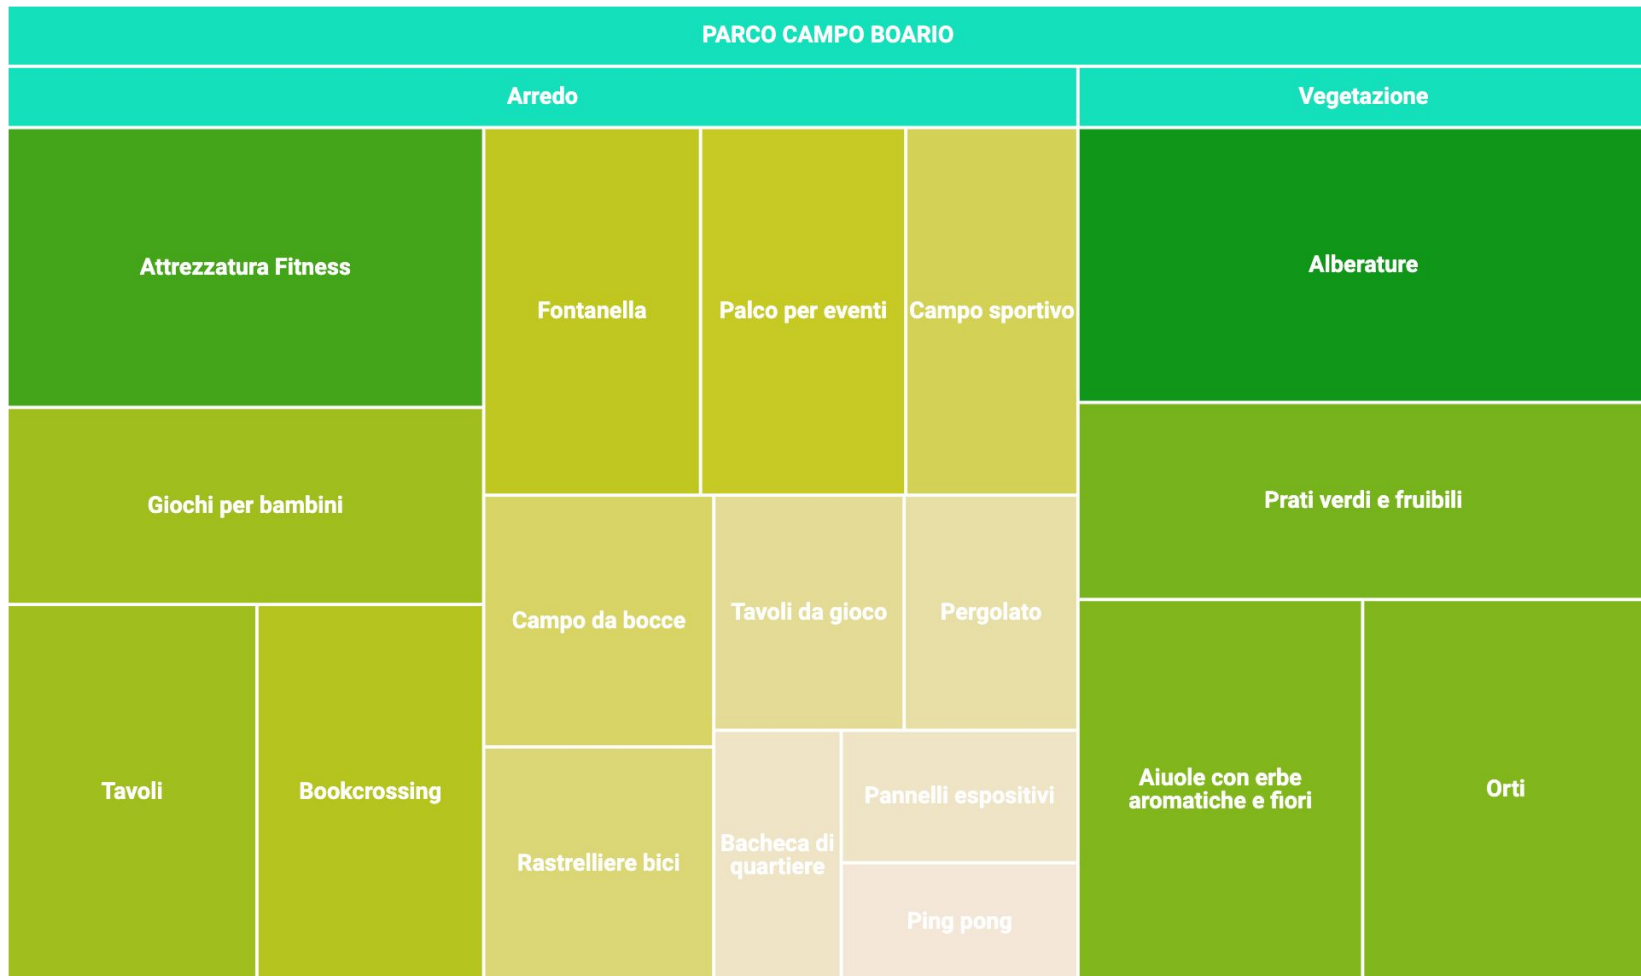 PARCO CAMPO BOARIO
Arredo
Vegetazione
Attrezzatura Fitness
Giochi per bambini
Tavoli
Bookcrossing
Fontanella
Palco per eventi
Campo sportivo
Campo da bocce
Rastrelliere bici
Tavoli da gioco
Pergolato
Bacheca di
quartiere
Pannelli espositivi
Ping pong
Alberature
Prati verdi e fruibili
Aiuole con erbe
aromatiche e fiori
Orti